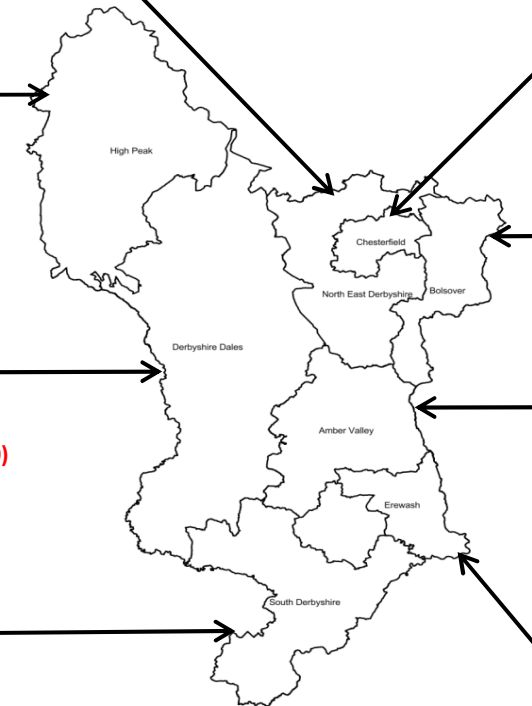 High Peak
Chesterfield
North East Derbyshire
Bolsover
Derbyshire Dales
Amber Valley
)
Erewash
South Derbyshire